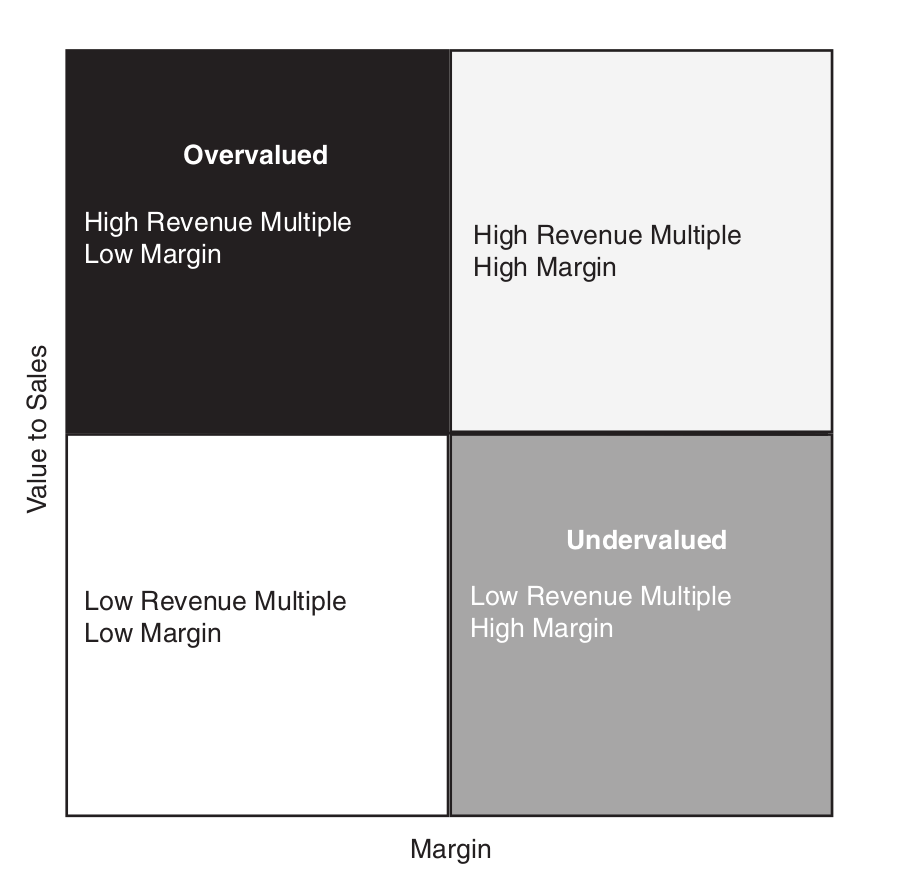 Overvalued
High Revenue Multiple
Low Margin
High Revenue Multiple
High Margin
Value to Sales
Low Revenue Multiple
Low Margin
Undervalued
Low Revenue Multiple
High Margin
Margin